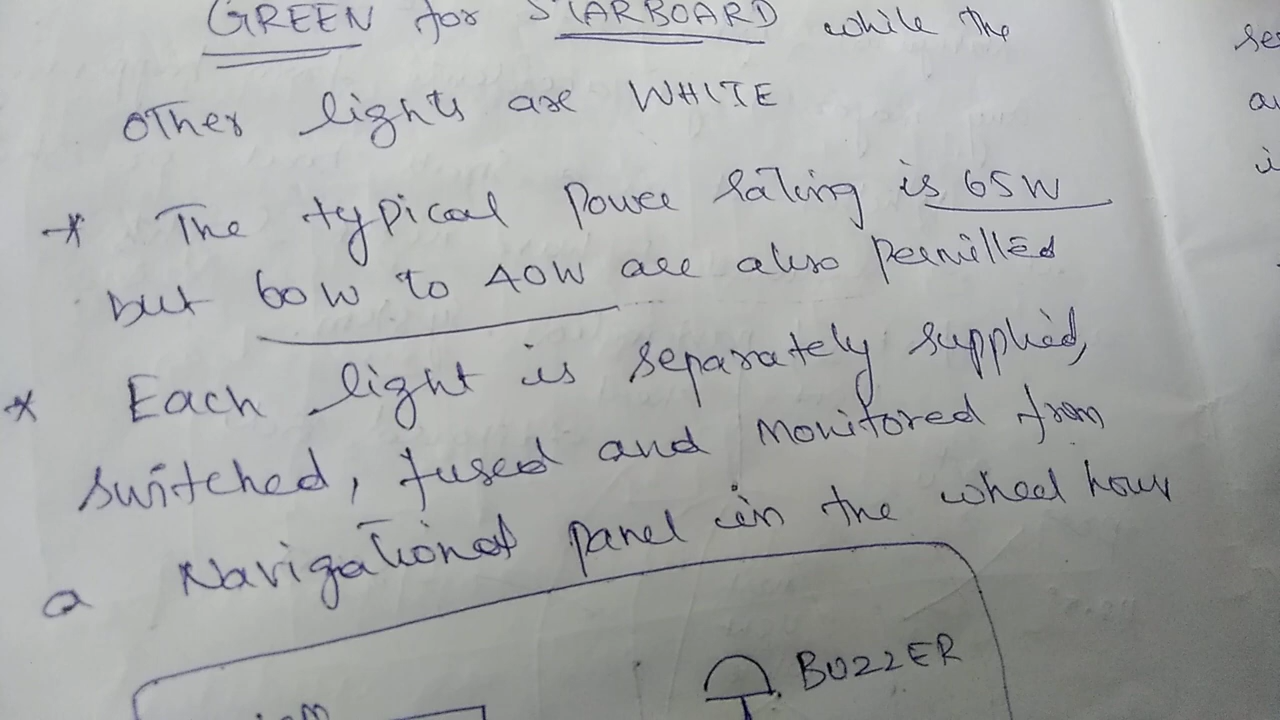 GREEN for STARBOARD while the
other lights are WHITE
* The typical Power rating is 65W
but 60W to 40W are also permitted
* Each light is separately supplied,
switched, fused and monitored from
a Navigational panel in the wheel hous
BUZZER